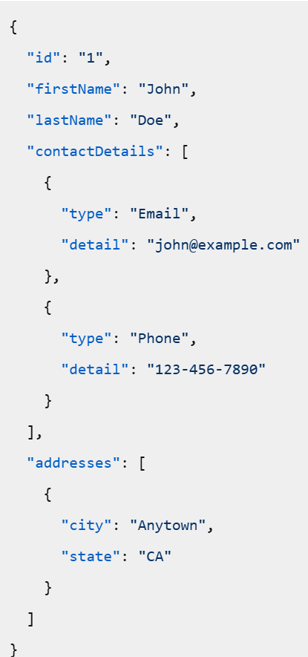 {
  "id": "1",
  "firstName": "John",
  "lastName": "Doe",
  "contactDetails": [
    {
      "type": "Email",
      "detail": "john@example.com"
    },
    {
      "type": "Phone",
      "detail": "123-456-7890"
    }
  ],
  "addresses": [
    {
      "city": "Anytown",
      "state": "CA"
    }
  ]
}